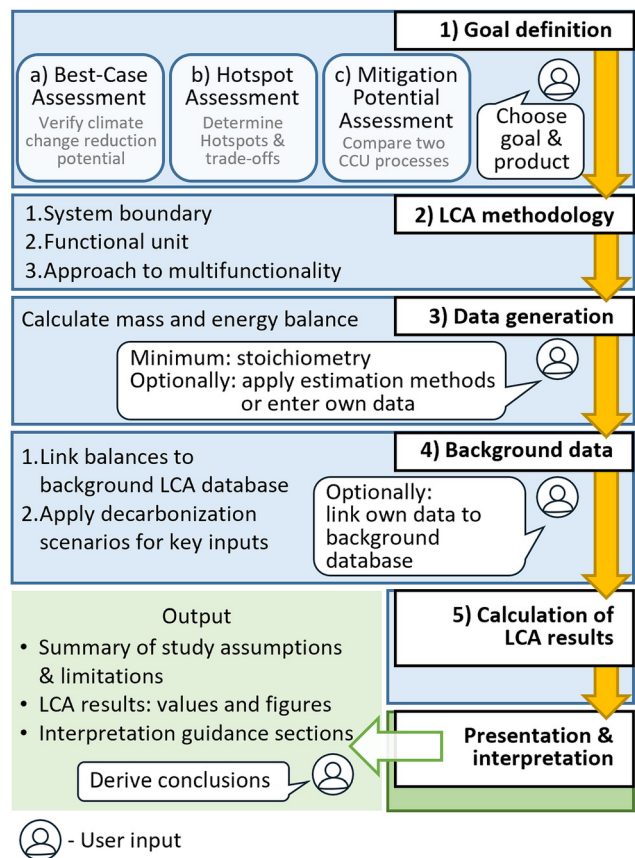 1) Goal definition
a) Best-Case
Assessment
Verify climate
change reduction
potential
b) Hotspot
Assessment
Determine
Hotspots &
trade-offs
c) Mitigation
Potential
Assessment
Compare two
CCU processes
Choose
goal &
product
2) LCA methodology
1.System boundary
2.Functional unit
3.Approach to multifunctionality
3) Data generation
Calculate mass and energy balance
Minimum: stoichiometry
Optionally: apply estimation methods
or enter own data
4) Background data
1.Link balances to
background LCA database
2.Apply decarbonization
scenarios for key inputs
Optionally:
link own data to
background
database
5) Calculation of
LCA results
Output
• Summary of study assumptions
& limitations
• LCA results: values and figures
• Interpretation guidance sections
Derive conclusions
Presentation &
interpretation
- User input